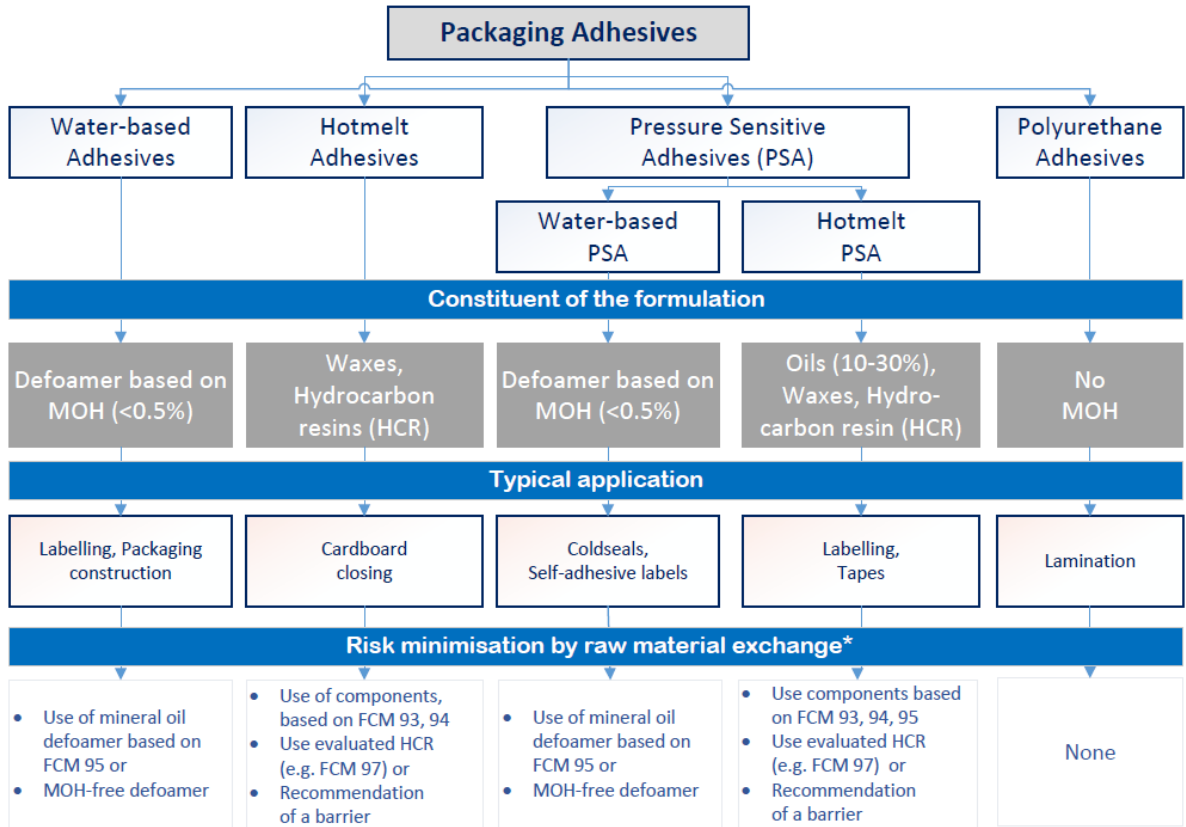 Packaging Adhesives
Water-based
Adhesives
Hotmelt
Adhesives
Pressure Sensitive
Adhesives (PSA)
Polyurethane
Adhesives
Water-based
PSA
Hotmelt
PSA
Constituent of the formulation
Defoamer based on
MOH (<0.5%)
Waxes,
Hydrocarbon
resins (HCR)
Defoamer based on
MOH (<0.5%)
Oils (10-30%),
Waxes, Hydro-
carbon resin (HCR)
No
MOH
Typical application
Labelling, Packaging
construction
Cardboard
closing
Coldseals,
Self-adhesive labels
Labelling,
Tapes
Lamination
Risk minimisation by raw material exchange*
• Use of mineral oil
defoamer based on
FCM 95 or
• MOH-free defoamer
• Use of components,
based on FCM 93, 94
• Use evaluated HCR
(e.g. FCM 97) or
• Recommendation
of a barrier
• Use of mineral oil
defoamer based on
FCM 95 or
• MOH-free defoamer
• Use components based
on FCM 93, 94, 95
• Use evaluated HCR
(e.g. FCM 97) or
• Recommendation
of a barrier
None